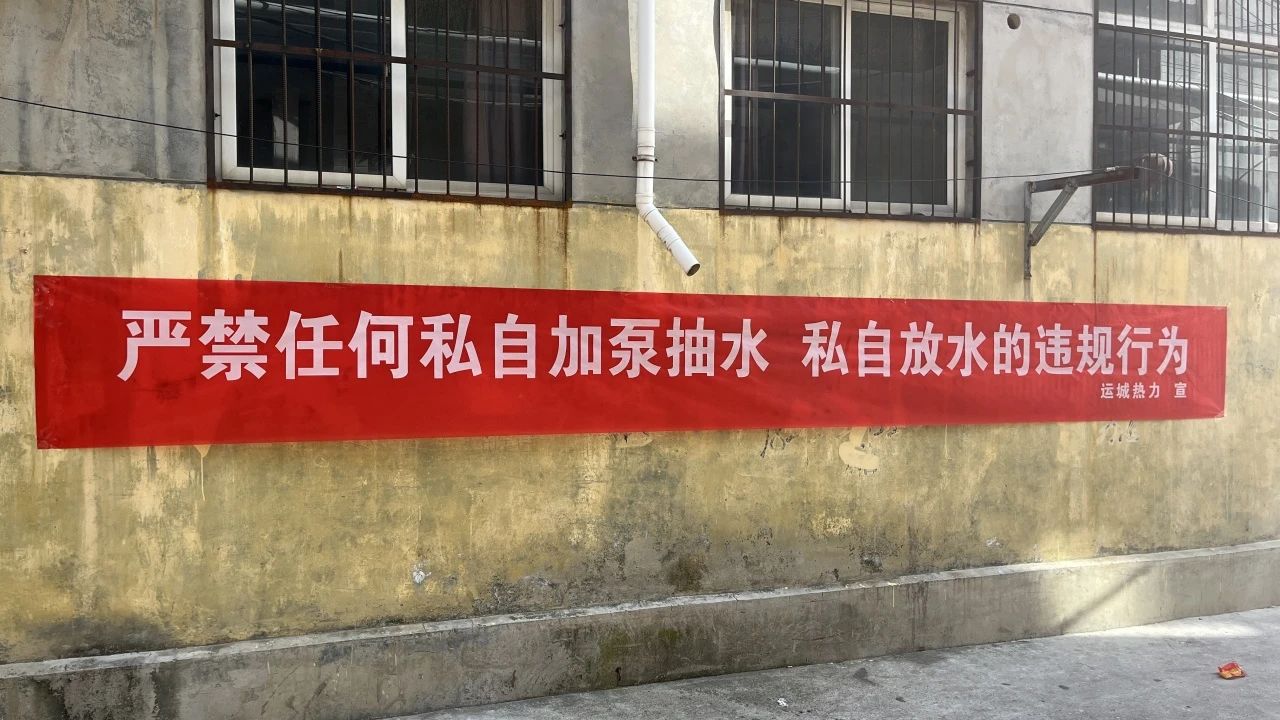 严禁任何私自加泵抽水 私自放水的违规行为
运城热力 宣